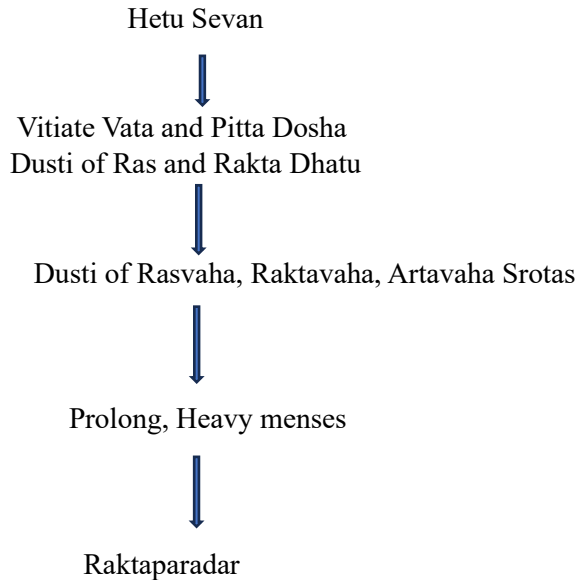 Hetu Sevan
Vitiate Vata and Pitta Dosha
Dusti of Ras and Rakta Dhatu
Dusti of Rasvaha, Raktavaha, Artavaha Srotas
Prolong, Heavy menses
Raktaparadar